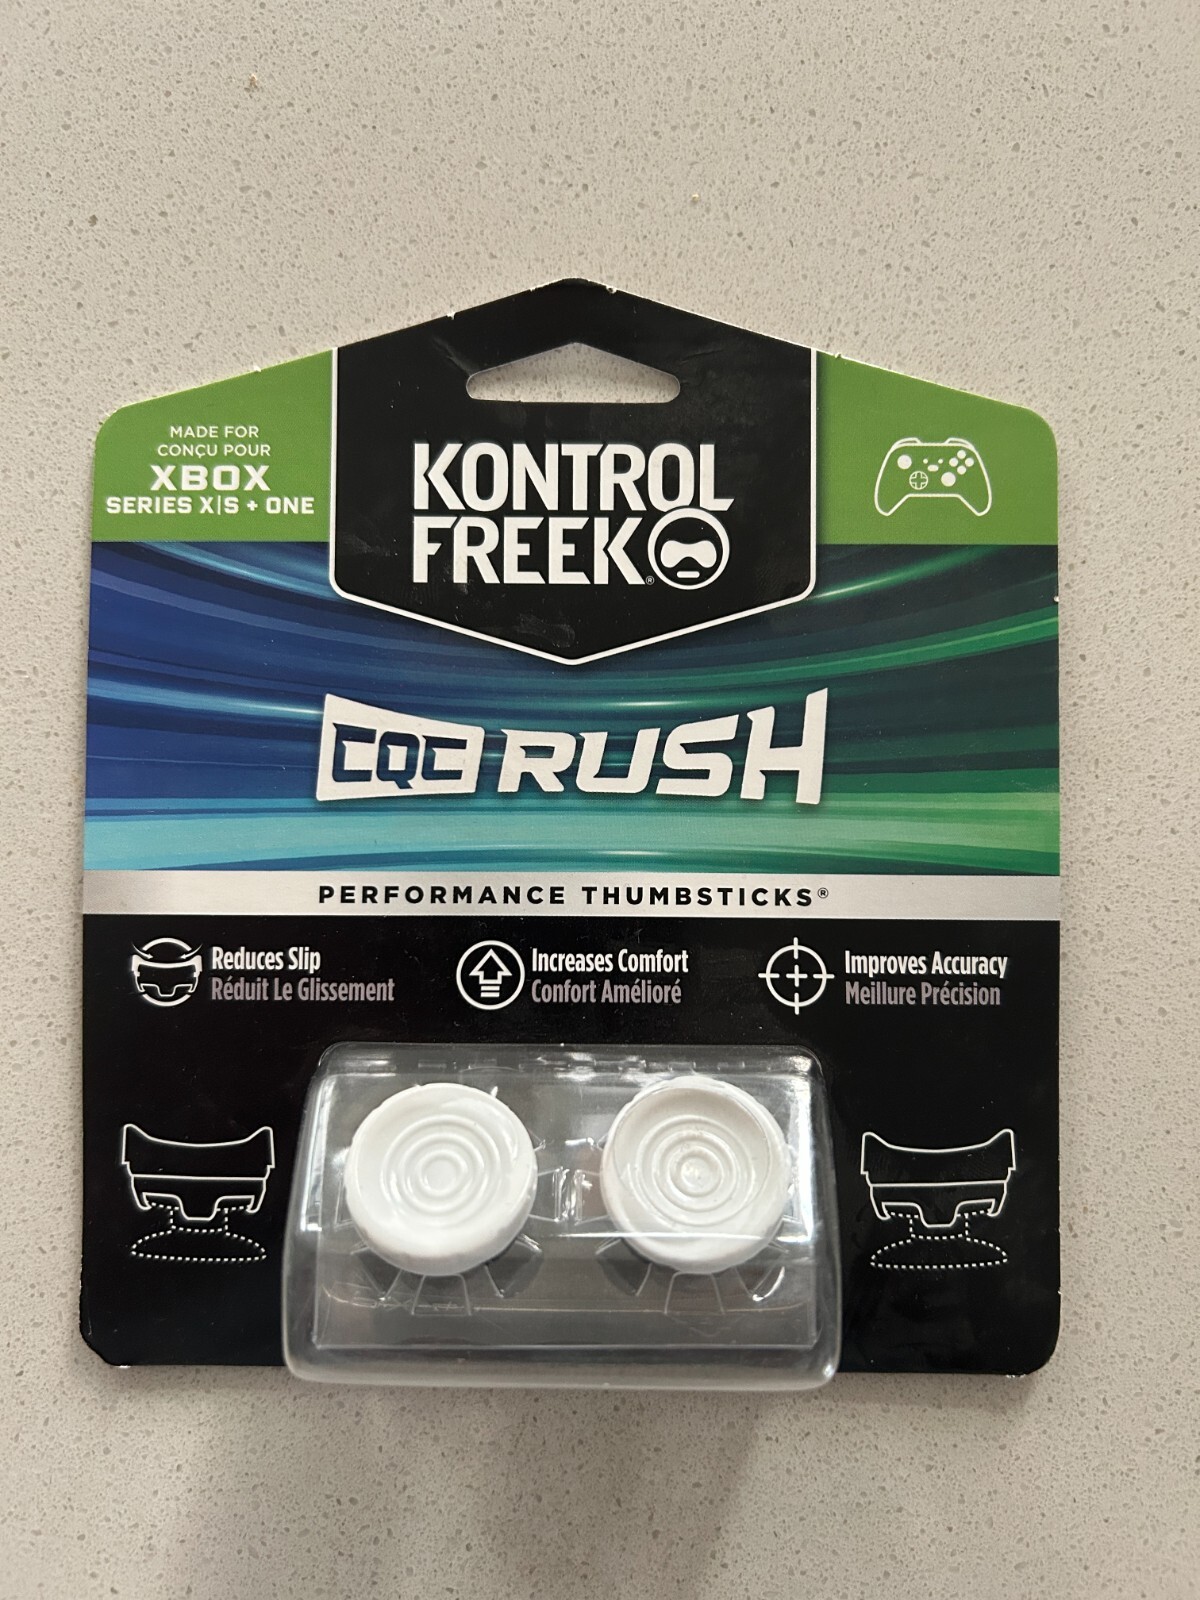 MADE FOR
CONÇU POUR
XBOX
SERIES X|S + ONE
KONTROL
FREEK®
CQC RUSH
PERFORMANCE THUMBSTICKS®
Reduces Slip
Réduit Le Glissement
Increases Comfort
Confort Amélioré
Improves Accuracy
Meillure Précision